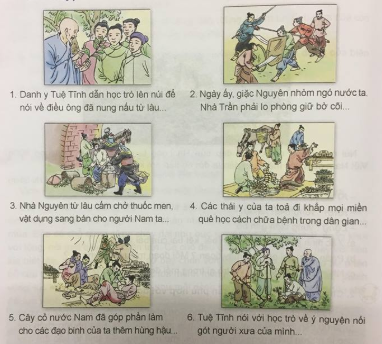 1. Danh y Tuệ Tĩnh dẫn học trò lên núi để
nói về điều ông đã nung nấu từ lâu...
2. Ngày ấy, giặc Nguyên nhòm ngó nước ta.
Nhà Trần phải lo phòng giữ bờ cõi...
3. Nhà Nguyên từ lâu cấm chở thuốc men,
vật dụng sang bán cho người Nam ta...
4. Các thái y của ta toả đi khắp mọi miền
quê học cách chữa bệnh trong dân gian...
5. Cây cỏ nước Nam đã góp phần làm
cho các đạo binh của ta thêm hùng hậu...
6. Tuệ Tĩnh nói với học trò về ý nguyện nối
gót người xưa của mình...